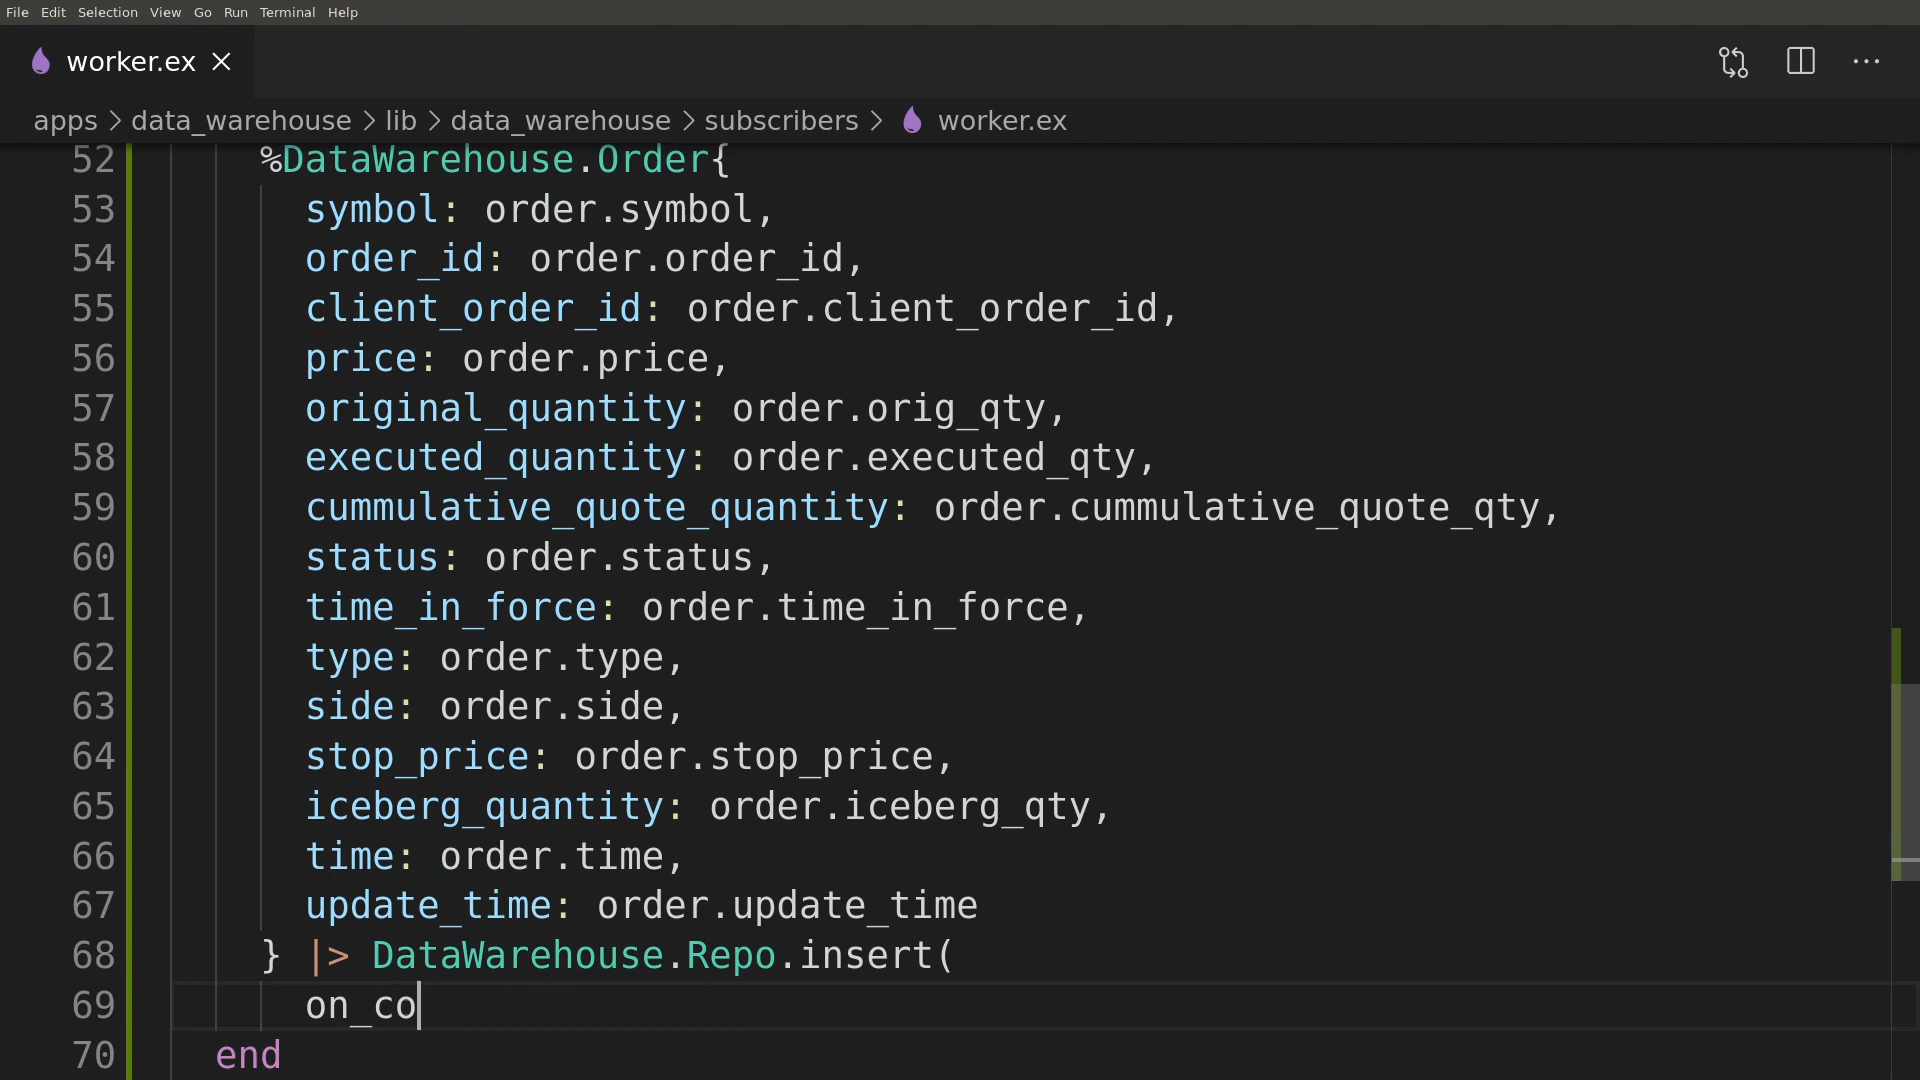 File Edit Selection View Go Run Terminal Help
worker.ex
apps > data_warehouse > lib > data_warehouse > subscribers > worker.ex
52 %DataWarehouse.Order{
53 symbol: order.symbol,
54 order_id: order.order_id,
55 client_order_id: order.client_order_id,
56 price: order.price,
57 original_quantity: order.orig_qty,
58 executed_quantity: order.executed_qty,
59 cummulative_quote_quantity: order.cummulative_quote_qty,
60 status: order.status,
61 time_in_force: order.time_in_force,
62 type: order.type,
63 side: order.side,
64 stop_price: order.stop_price,
65 iceberg_quantity: order.iceberg_qty,
66 time: order.time,
67 update_time: order.update_time
68 } |> DataWarehouse.Repo.insert(
69 on_co
70 end